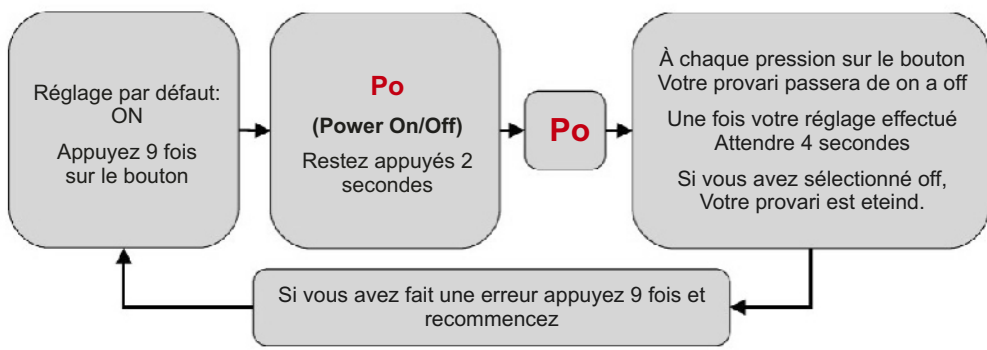 Réglage par défaut:
ON
Appuyez 9 fois
sur le bouton
Po
(Power On/Off)
Restez appuyés 2
secondes
Po
À chaque pression sur le bouton
Votre provari passera de on a off
Une fois votre réglage effectué
Attendre 4 secondes
Si vous avez sélectionné off,
Votre provari est eteind.
Si vous avez fait une erreur appuyez 9 fois et
recommencez